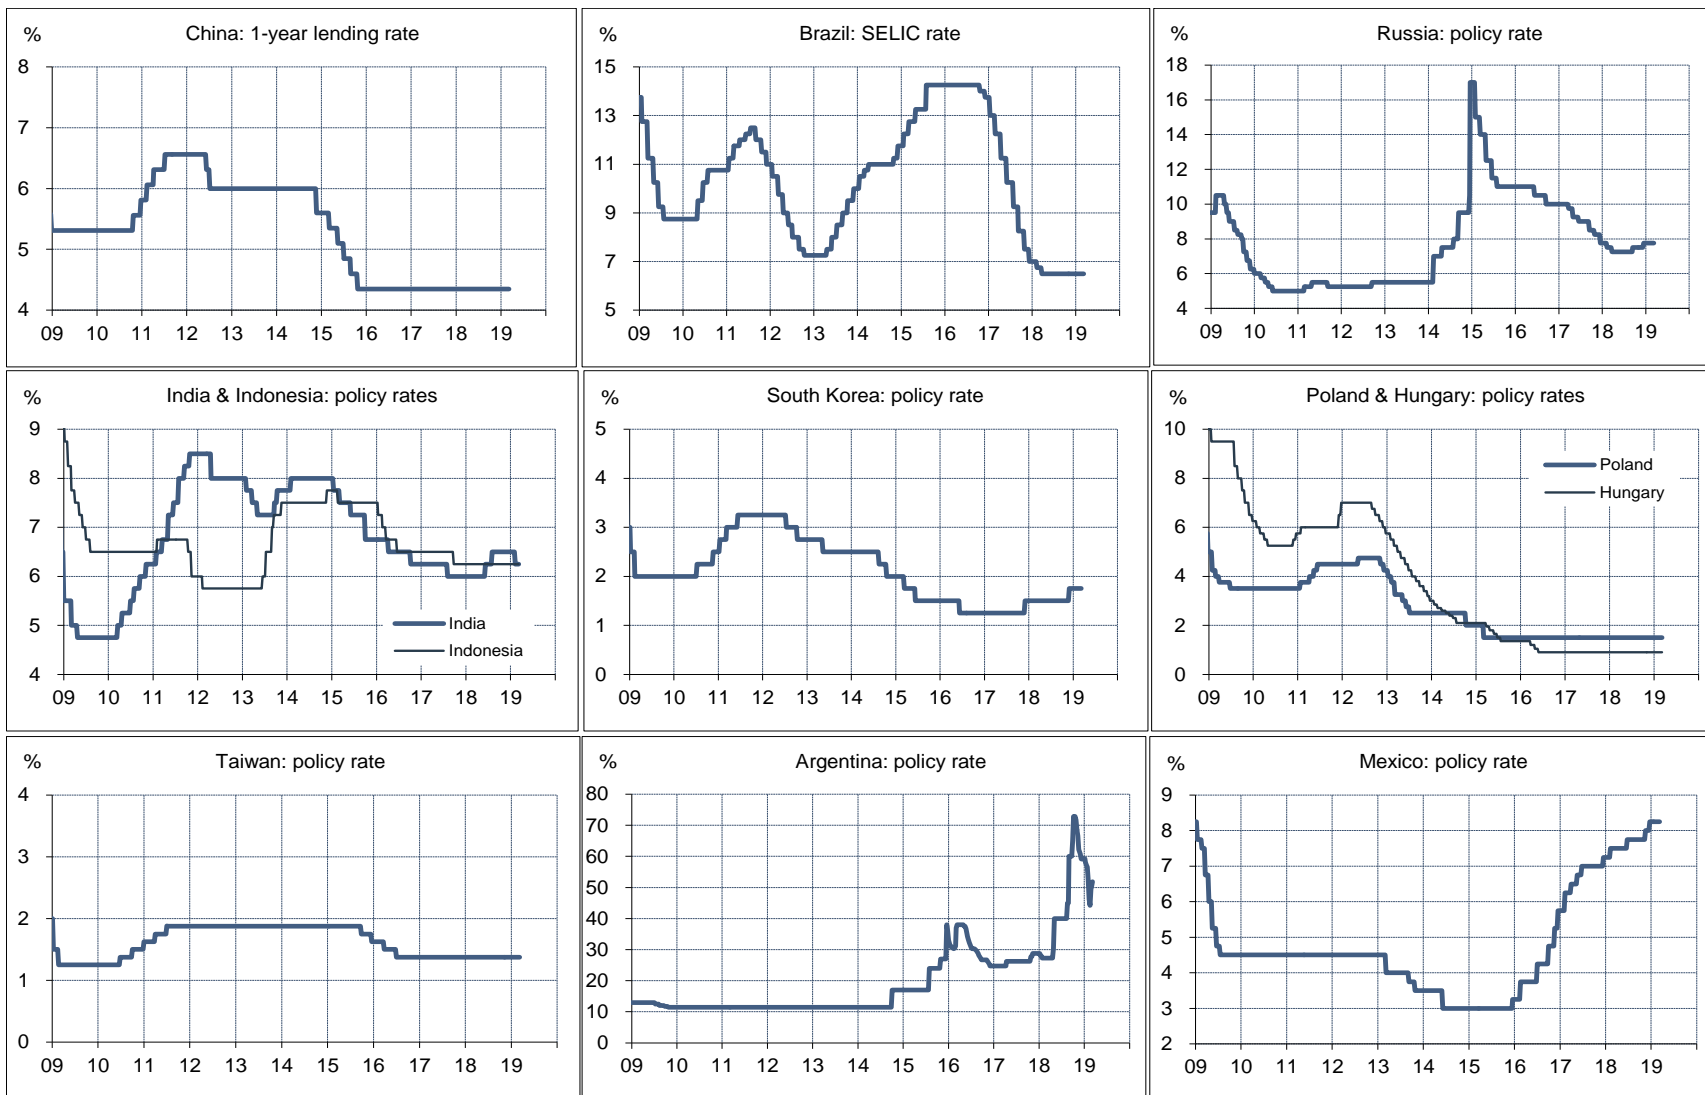 % China: 1-year lending rate
8
7
6
5
4
09 10 11 12 13 14 15 16 17 18 19
% Brazil: SELIC rate
15
13
11
9
7
5
09 10 11 12 13 14 15 16 17 18 19
% Russia: policy rate
18
16
14
12
10
8
6
4
09 10 11 12 13 14 15 16 17 18 19
% India & Indonesia: policy rates
9
8
7
6
5
4
India
Indonesia
09 10 11 12 13 14 15 16 17 18 19
% South Korea: policy rate
5
4
3
2
1
0
09 10 11 12 13 14 15 16 17 18 19
% Poland & Hungary: policy rates
10
8
6
4
2
0
Poland
Hungary
09 10 11 12 13 14 15 16 17 18 19
% Taiwan: policy rate
4
3
2
1
0
09 10 11 12 13 14 15 16 17 18 19
% Argentina: policy rate
80
70
60
50
40
30
20
10
0
09 10 11 12 13 14 15 16 17 18 19
% Mexico: policy rate
9
8
7
6
5
4
3
2
09 10 11 12 13 14 15 16 17 18 19